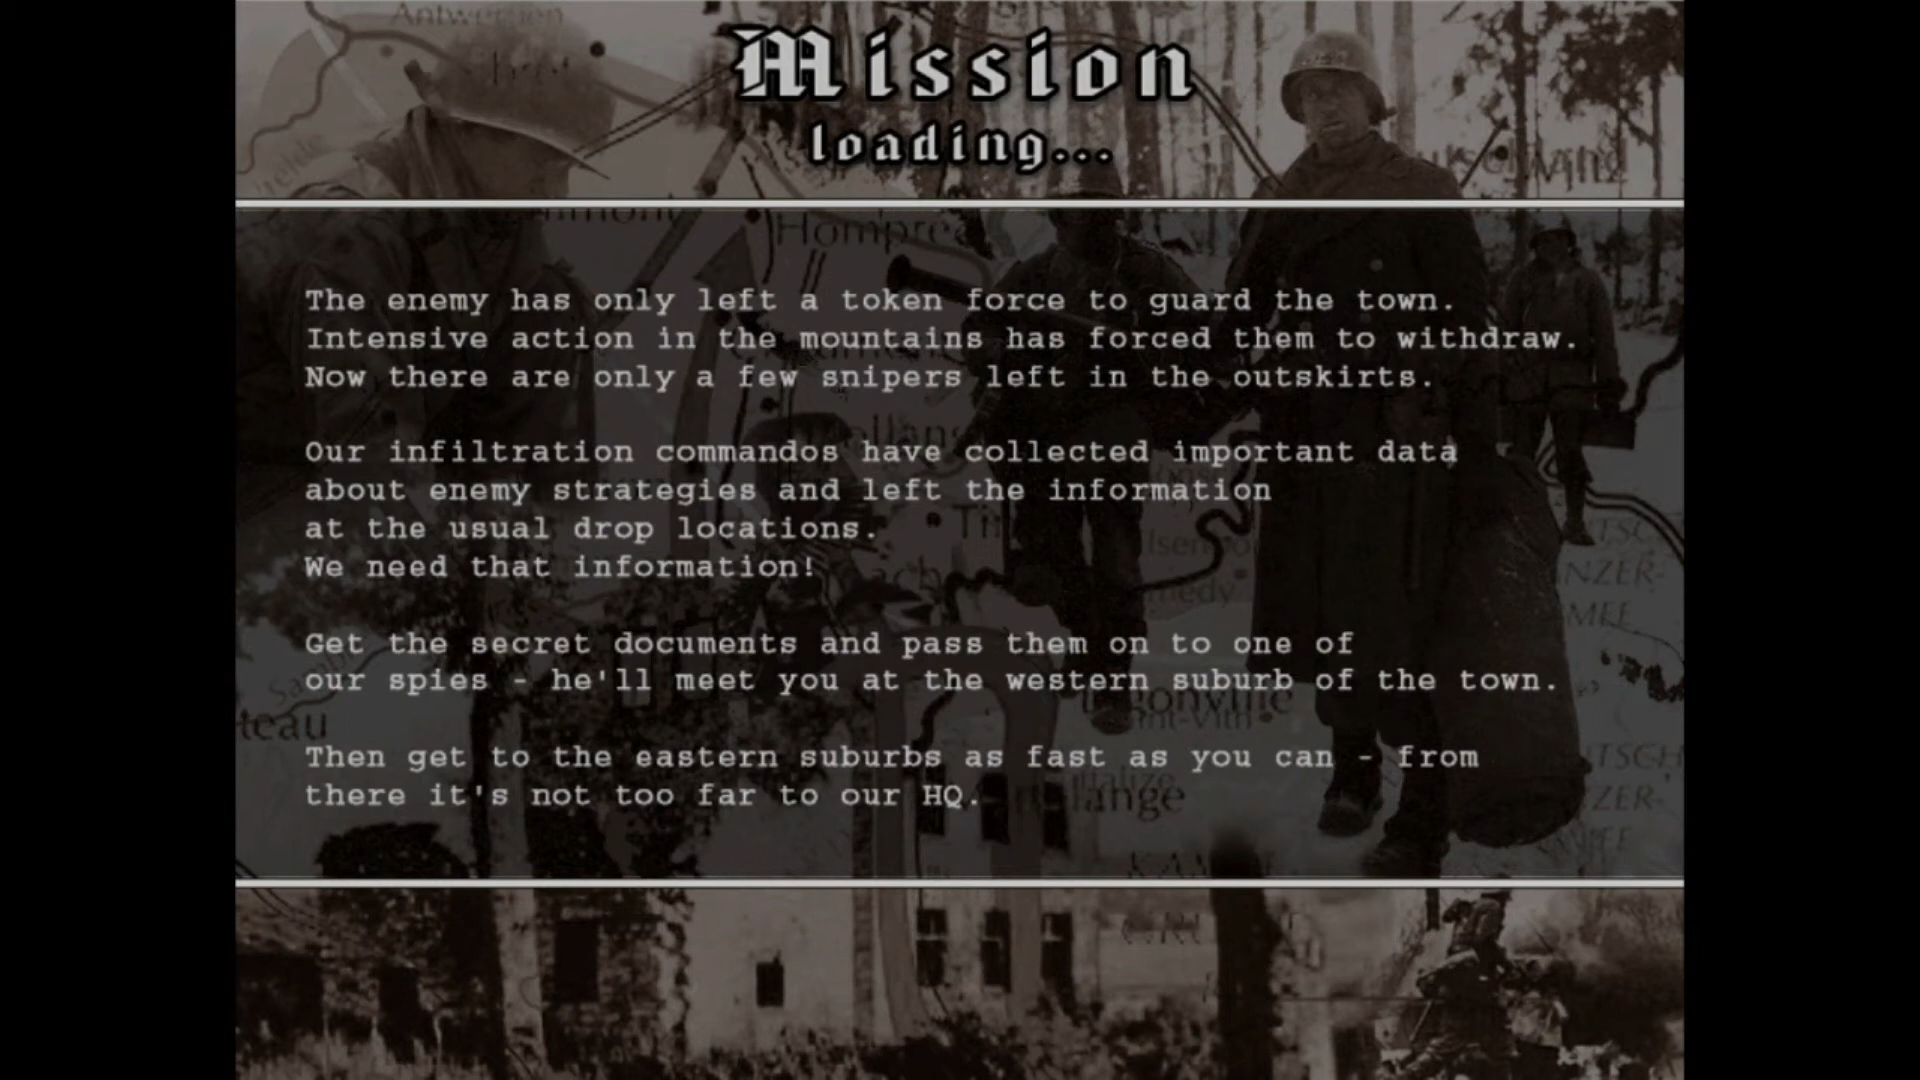 Antwerpen
Mission
loading...
Hompre
The enemy has only left a token force to guard the town.
Intensive action in the mountains has forced them to withdraw.
Now there are only a few snipers left in the outskirts.
Our infiltration commandos have collected important data
about enemy strategies and left the information
at the usual drop locations.
We need that information!
Get the secret documents and pass them on to one of
our spies - he'll meet you at the western suburb of the town.
Then get to the eastern suburbs as fast as you can - from
there it's not too far to our HQ.